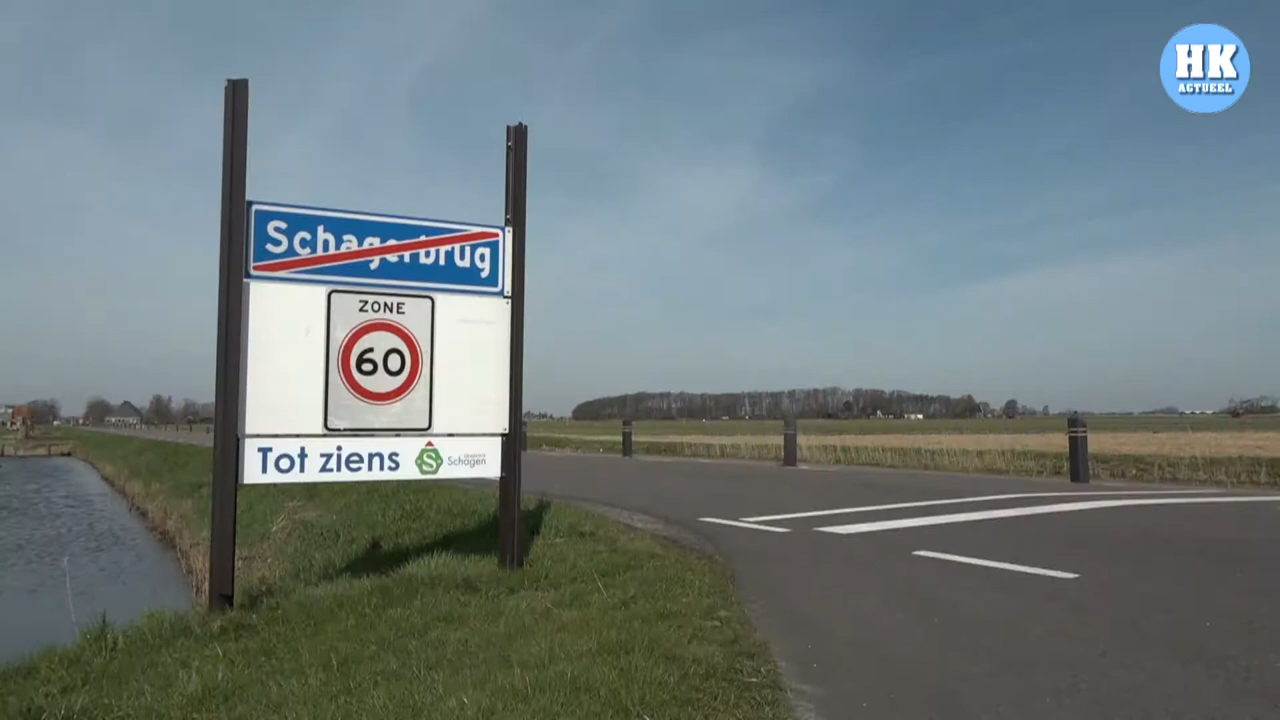 HK
ACTUEEL
Schagerbrug
ZONE
60
Tot ziens
S
Schagen